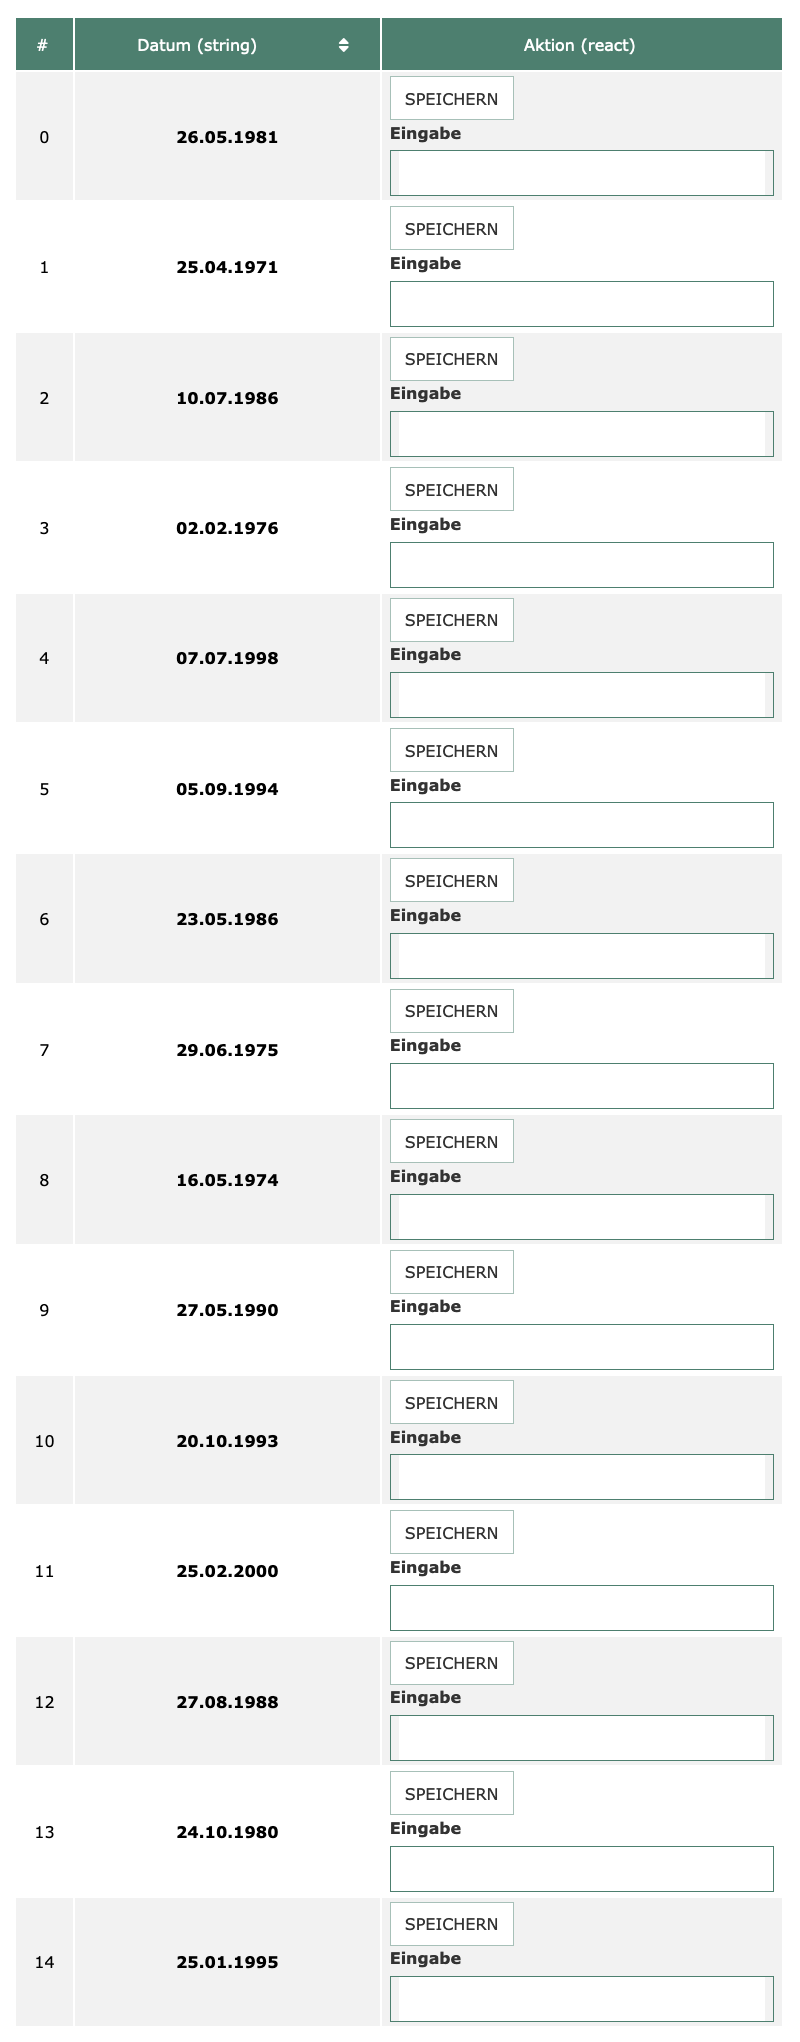 # Datum (string) Aktion (react)
SPEICHERN
0 26.05.1981 Eingabe
SPEICHERN
1 25.04.1971 Eingabe
SPEICHERN
2 10.07.1986 Eingabe
SPEICHERN
3 02.02.1976 Eingabe
SPEICHERN
4 07.07.1998 Eingabe
SPEICHERN
5 05.09.1994 Eingabe
SPEICHERN
6 23.05.1986 Eingabe
SPEICHERN
7 29.06.1975 Eingabe
SPEICHERN
8 16.05.1974 Eingabe
SPEICHERN
9 27.05.1990 Eingabe
SPEICHERN
10 20.10.1993 Eingabe
SPEICHERN
11 25.02.2000 Eingabe
SPEICHERN
12 27.08.1988 Eingabe
SPEICHERN
13 24.10.1980 Eingabe
SPEICHERN
14 25.01.1995 Eingabe